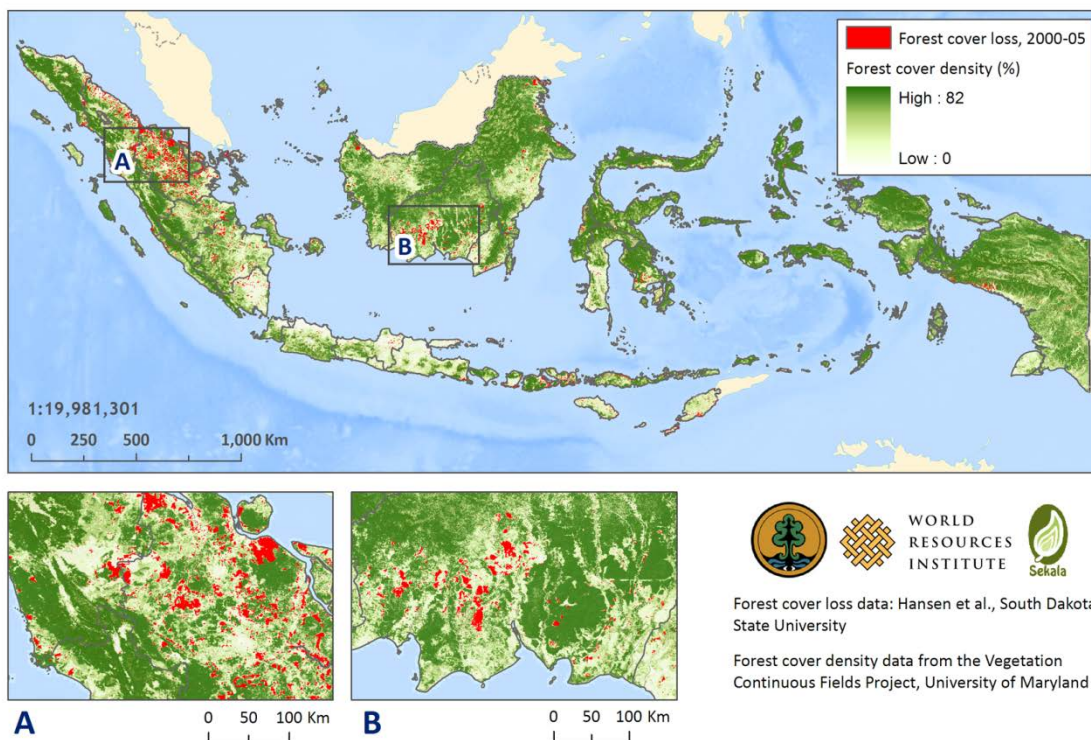 Forest cover loss, 2000-05
Forest cover density (%)
High : 82
Low : 0
A
B
1:19,981,301
0 250 500 1,000 Km
A
0 50 100 Km
B
0 50 100 Km
WORLD
RESOURCES
INSTITUTE
Sekala
Forest cover loss data: Hansen et al., South Dakota
State University
Forest cover density data from the Vegetation
Continuous Fields Project, University of Maryland